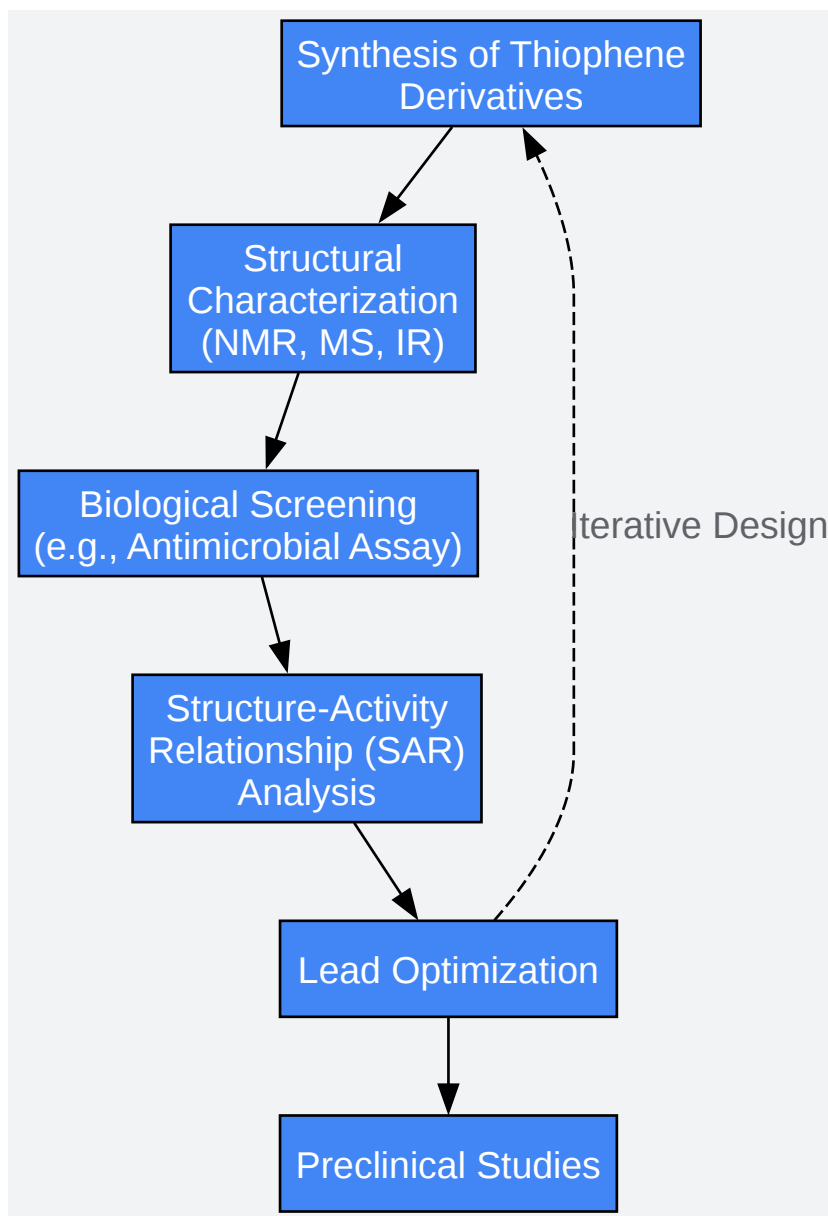 Synthesis of Thiophene
Derivatives
Structural
Characterization
(NMR, MS, IR)
Biological Screening
(e.g., Antimicrobial Assay)
Iterative Design
Structure-Activity
Relationship (SAR)
Analysis
Lead Optimization
Preclinical Studies